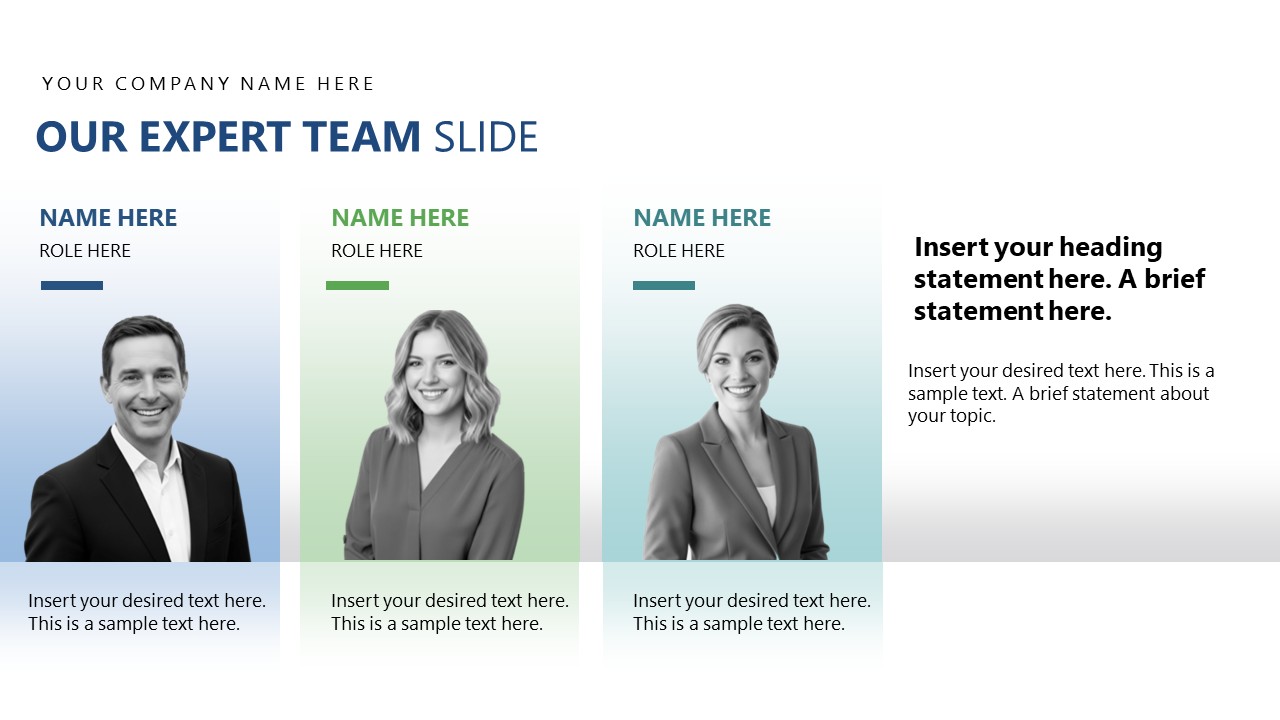 YOUR COMPANY NAME HERE
OUR EXPERT TEAM SLIDE
NAME HERE
ROLE HERE
Insert your desired text here.
This is a sample text here.
NAME HERE
ROLE HERE
Insert your desired text here.
This is a sample text here.
NAME HERE
ROLE HERE
Insert your desired text here.
This is a sample text here.
Insert your heading
statement here. A brief
statement here.
Insert your desired text here. This is a
sample text. A brief statement about
your topic.